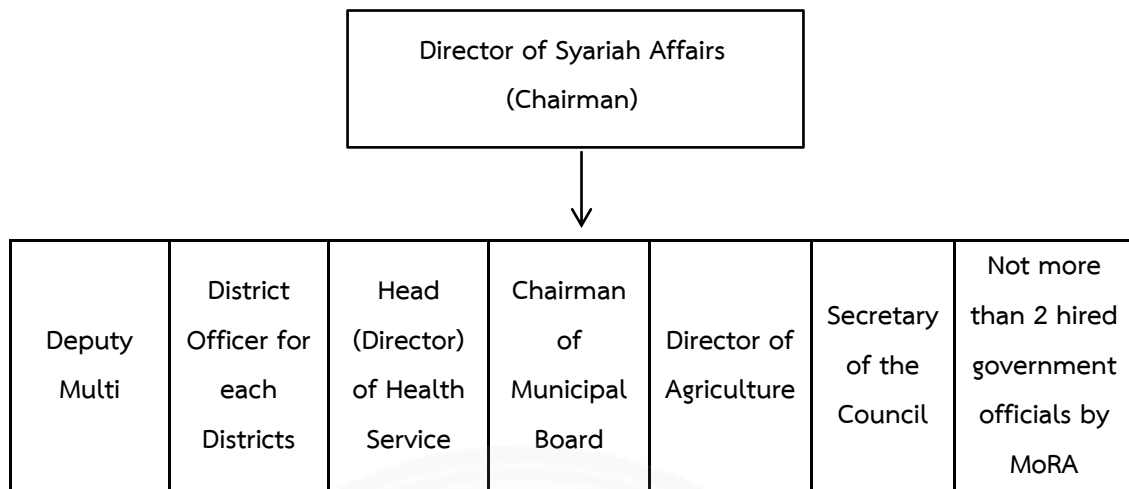 Director of Syariah Affairs
(Chairman)
Deputy
Multi
District
Officer for
each
Districts
Head
(Director)
of Health
Service
Chairman
of
Municipal
Board
Director of
Agriculture
Secretary
of the
Council
Not more
than 2 hired
government
officials by
MoRA